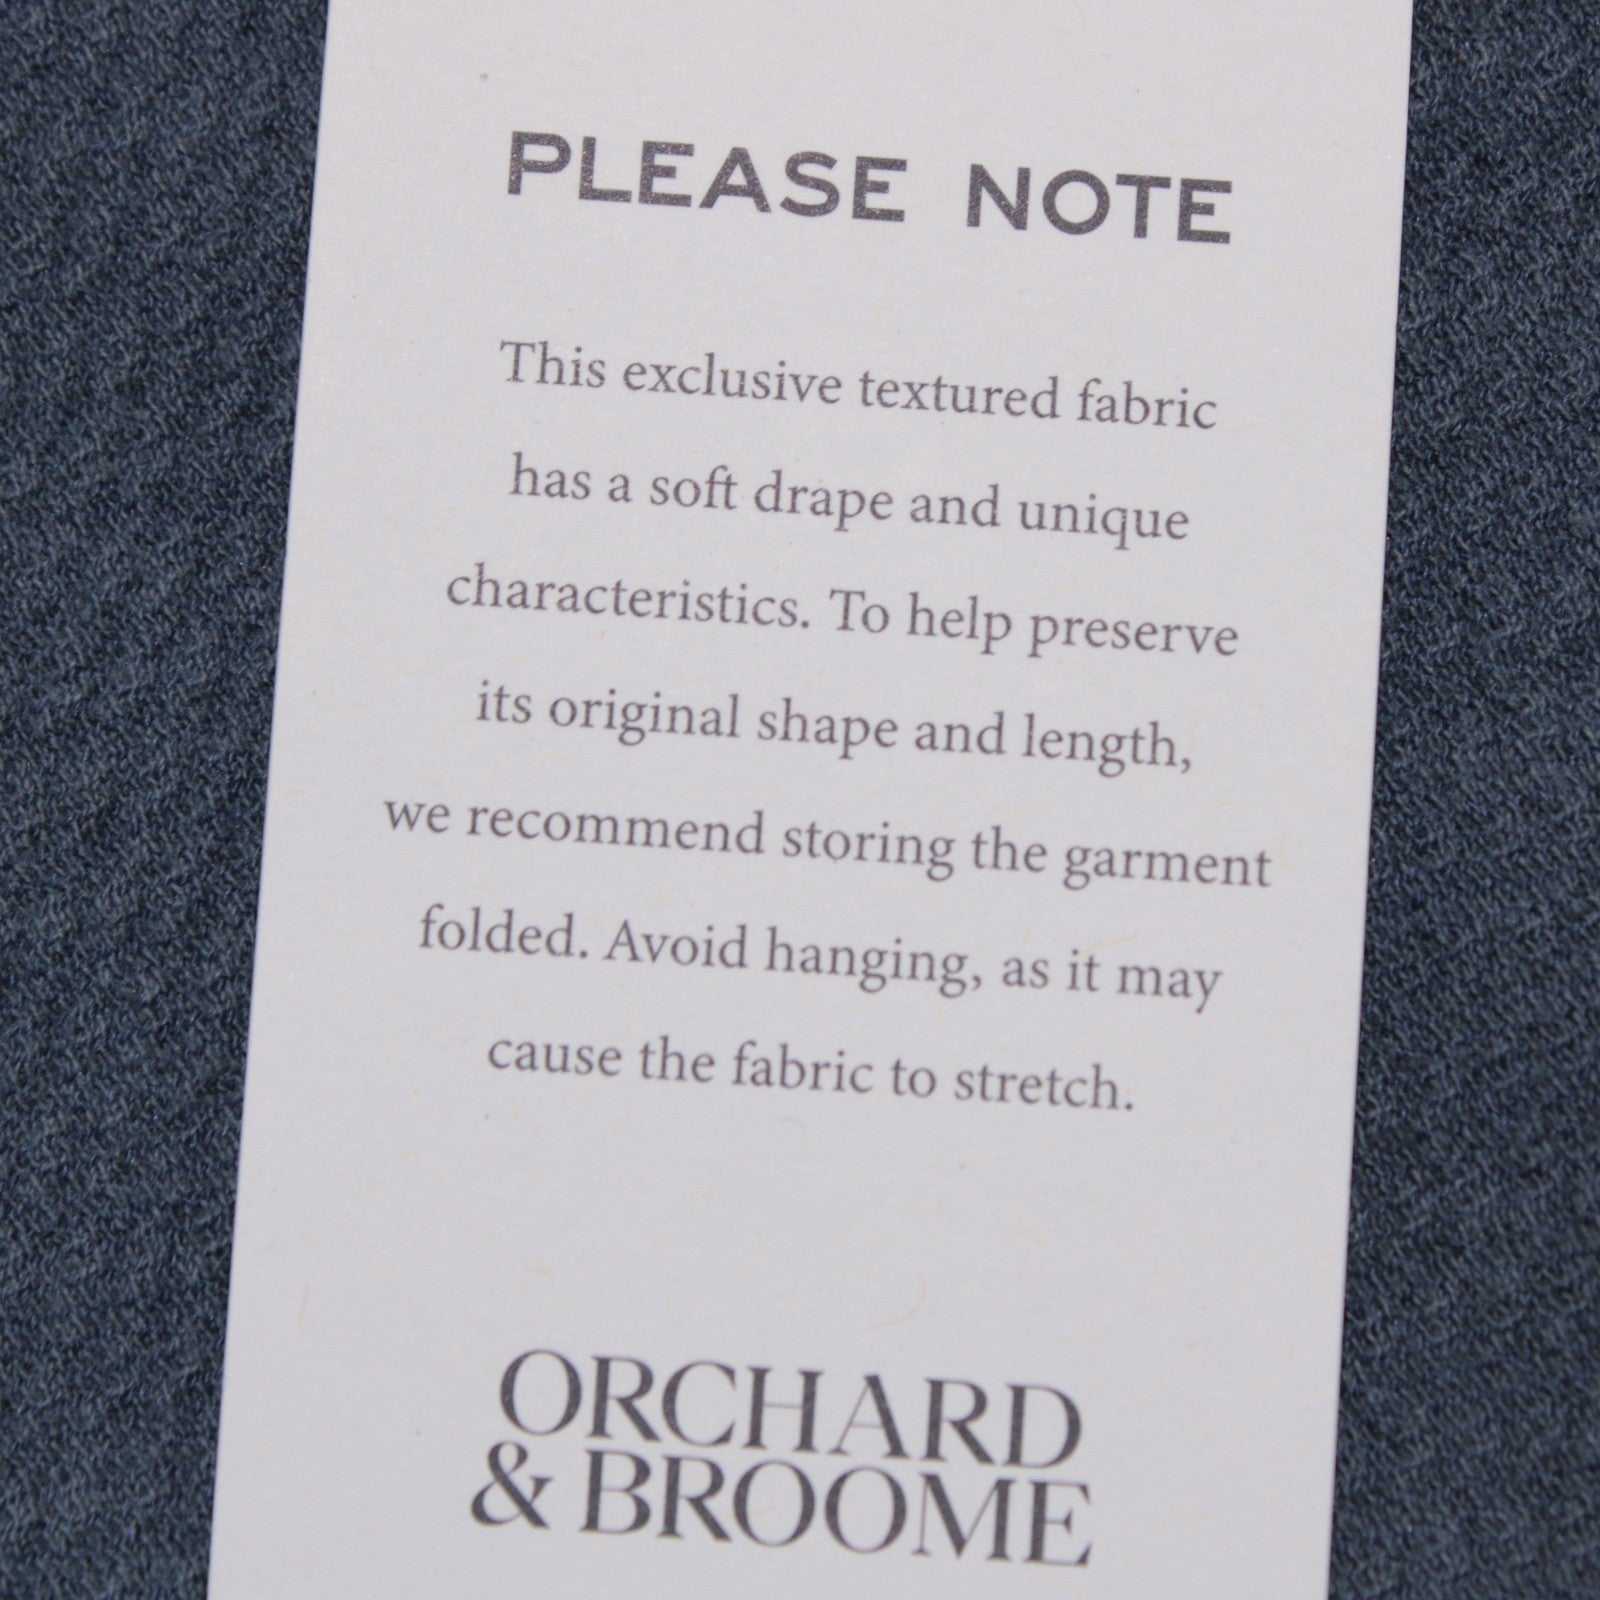 PLEASE NOTE
This exclusive textured fabric
has a soft drape and unique
characteristics. To help preserve
its original shape and length,
we recommend storing the garment
folded. Avoid hanging, as it may
cause the fabric to stretch.
ORCHARD
& BROOME